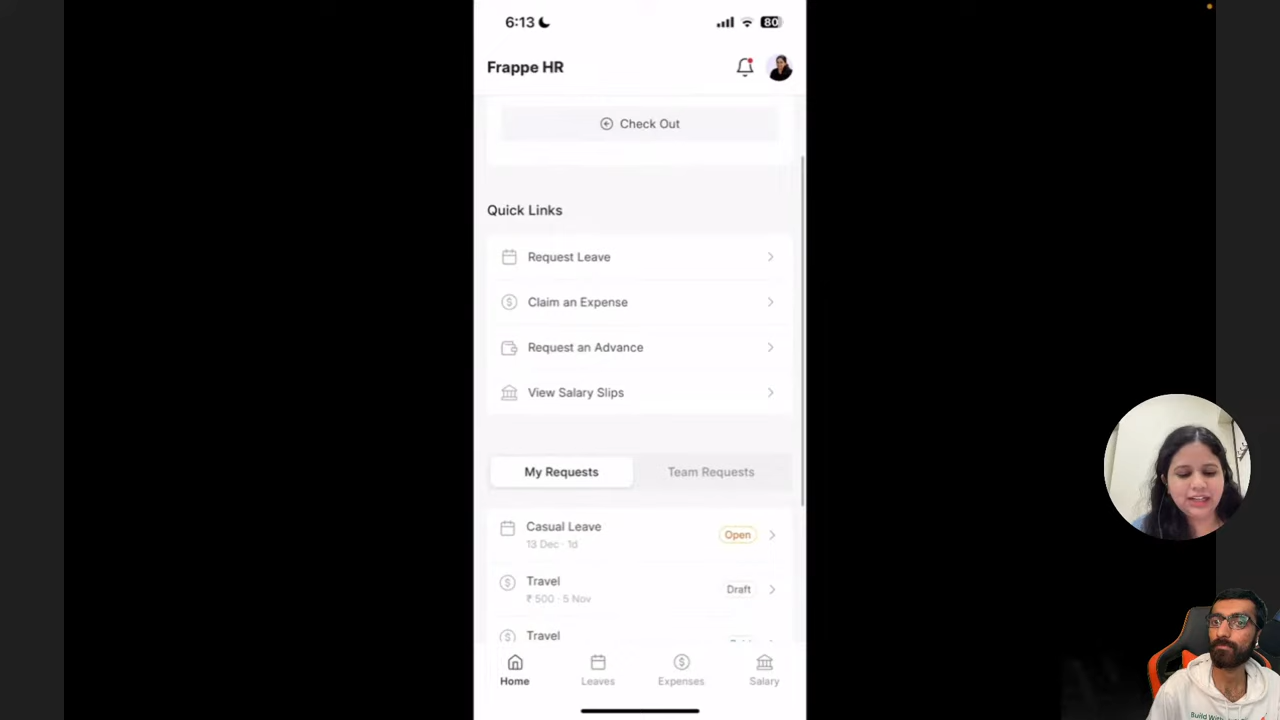 6:13
80
Frappe HR
Check Out
Quick Links
Request Leave
Claim an Expense
Request an Advance
View Salary Slips
My Requests
Team Requests
Casual Leave
13 Dec · 1d
Open
Travel
₹ 500 · 5 Nov
Draft
Travel
Home
Leaves
Expenses
Salary
Build With